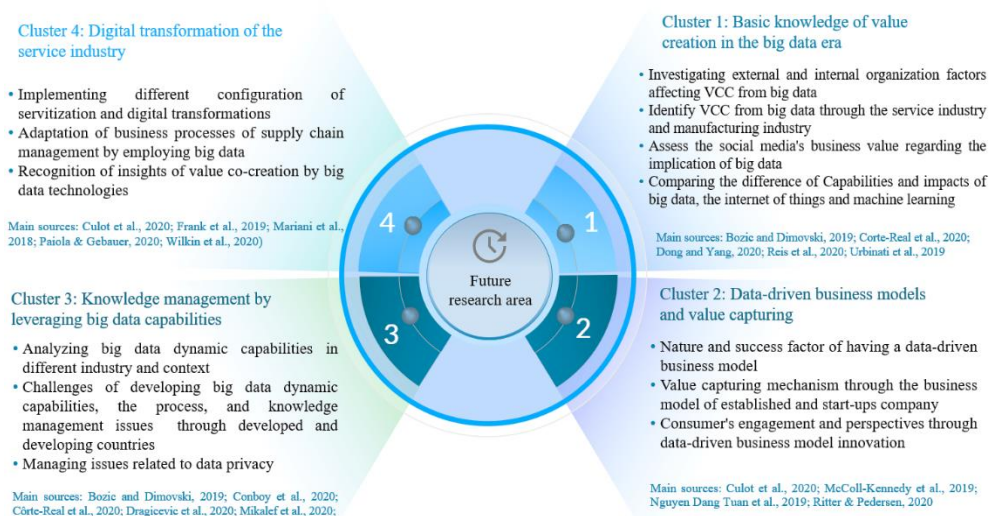 Cluster 4: Digital transformation of the
service industry
• Implementing different configuration of
servitization and digital transformations
• Adaptation of business processes of supply chain
management by employing big data
• Recognition of insights of value co-creation by big
data technologies
Main sources: Culot et al., 2020; Frank et al., 2019; Mariani et al.,
2018; Paiola & Gebauer, 2020; Wilkin et al., 2020)
Cluster 1: Basic knowledge of value
creation in the big data era
• Investigating external and internal organization factors
affecting VCC from big data
• Identify VCC from big data through the service industry
and manufacturing industry
• Assess the social media's business value regarding the
implication of big data
• Comparing the difference of Capabilities and impacts of
big data, the internet of things and machine learning
Main sources: Bozic and Dimovski, 2019; Corte-Real et al., 2020;
Dong and Yang, 2020; Reis et al., 2020; Urbinati et al., 2019
4
1
Future
research area
3
2
Cluster 3: Knowledge management by
leveraging big data capabilities
• Analyzing big data dynamic capabilities in
different industry and context
• Challenges of developing big data dynamic
capabilities, the process, and knowledge
management issues through developed and
developing countries
• Managing issues related to data privacy
Main sources: Bozic and Dimovski, 2019; Conboy et al., 2020;
Côrte-Real et al., 2020; Dragicevic et al., 2020; Mikalef et al., 2020;
Cluster 2: Data-driven business models
and value capturing
• Nature and success factor of having a data-driven
business model
• Value capturing mechanism through the business
model of established and start-ups company
• Consumer's engagement and perspectives through
data-driven business model innovation
Main sources: Culot et al., 2020; McColl-Kennedy et al., 2019;
Nguyen Dang Tuan et al., 2019; Ritter & Pedersen, 2020